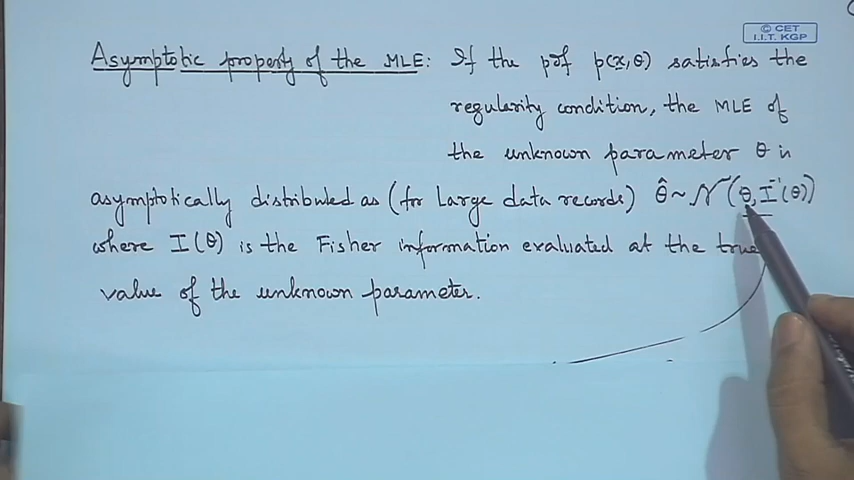 © CET
I.I.T. KGP
Asymptotic property of the MLE: If the pdf p(x,θ) satisfies the
regularity condition, the MLE of
the unknown parameter θ is
asymptotically distributed as (for Large data records) θ̂ ~ N(θ, I⁻¹(θ))
where I(θ) is the Fisher information evaluated at the true
value of the unknown parameter.